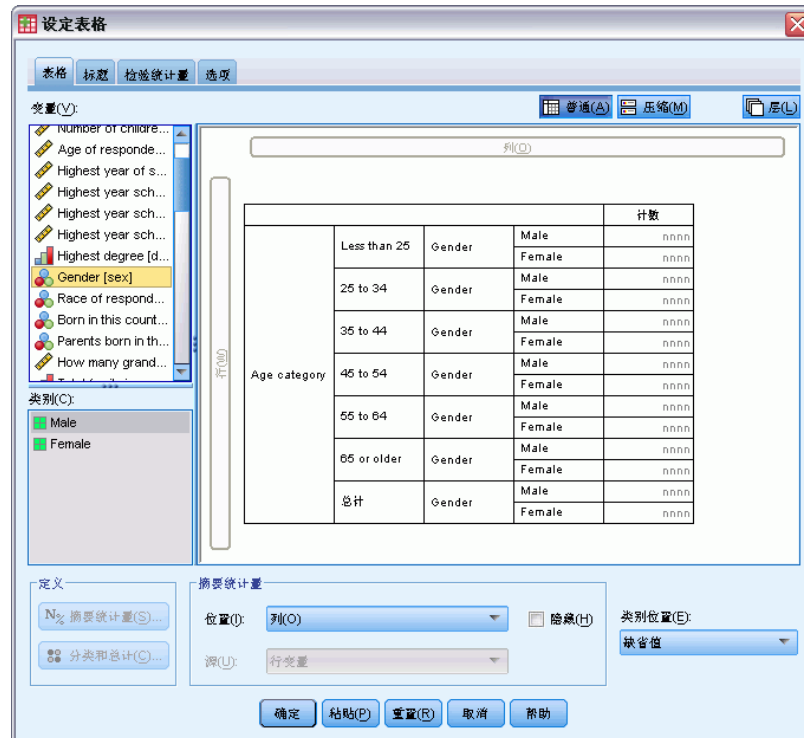 设定表格
表格 标题 检验统计量 选项
变量(V):
普通(A) 压缩(M) 层(L)
Number of childre...
Age of responde...
Highest year of s...
Highest year sch...
Highest year sch...
Highest year sch...
Highest degree [d...
Gender [sex]
Race of respond...
Born in this count...
Parents born in th...
How many grand...
类别(C):
Male
Female
列(O)
行(W)
计数
Age category
Less than 25 Gender Male nnnn
Female nnnn
25 to 34 Gender Male nnnn
Female nnnn
35 to 44 Gender Male nnnn
Female nnnn
45 to 54 Gender Male nnnn
Female nnnn
55 to 64 Gender Male nnnn
Female nnnn
65 or older Gender Male nnnn
Female nnnn
总计 Gender Male nnnn
Female nnnn
定义
N% 摘要统计量(S)...
分类和总计(C)...
摘要统计量
位置(I): 列(O) 隐藏(H)
源(U): 行变量
类别位置(E):
缺省值
确定 粘贴(P) 重置(R) 取消 帮助